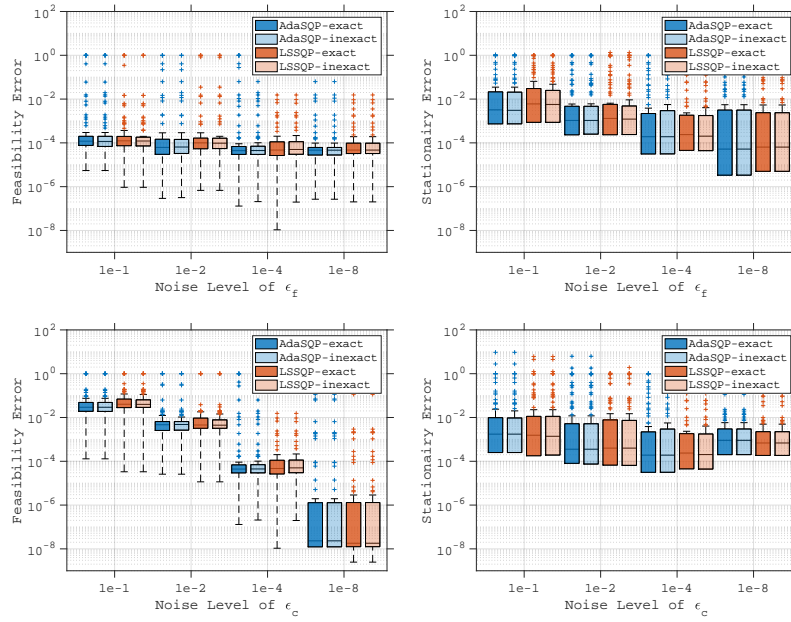 10^2
10^0
10^-2
10^-4
10^-6
10^-8
Feasibility Error
AdaSQP-exact
AdaSQP-inexact
LSSQP-exact
LSSQP-inexact
1e-1 1e-2 1e-4 1e-8
Noise Level of ϵ_f
10^2
10^0
10^-2
10^-4
10^-6
10^-8
Stationairy Error
AdaSQP-exact
AdaSQP-inexact
LSSQP-exact
LSSQP-inexact
1e-1 1e-2 1e-4 1e-8
Noise Level of ϵ_f
10^2
10^0
10^-2
10^-4
10^-6
10^-8
Feasibility Error
AdaSQP-exact
AdaSQP-inexact
LSSQP-exact
LSSQP-inexact
1e-1 1e-2 1e-4 1e-8
Noise Level of ϵ_c
10^2
10^0
10^-2
10^-4
10^-6
10^-8
Stationairy Error
AdaSQP-exact
AdaSQP-inexact
LSSQP-exact
LSSQP-inexact
1e-1 1e-2 1e-4 1e-8
Noise Level of ϵ_c